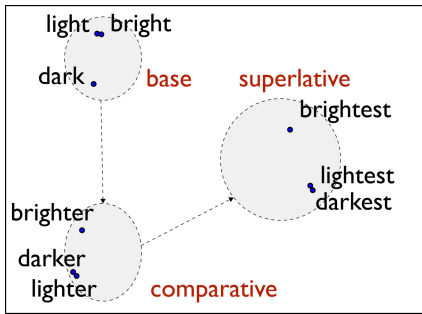 light bright
dark
base
superlative
brightest
lightest
darkest
brighter
darker
lighter
comparative